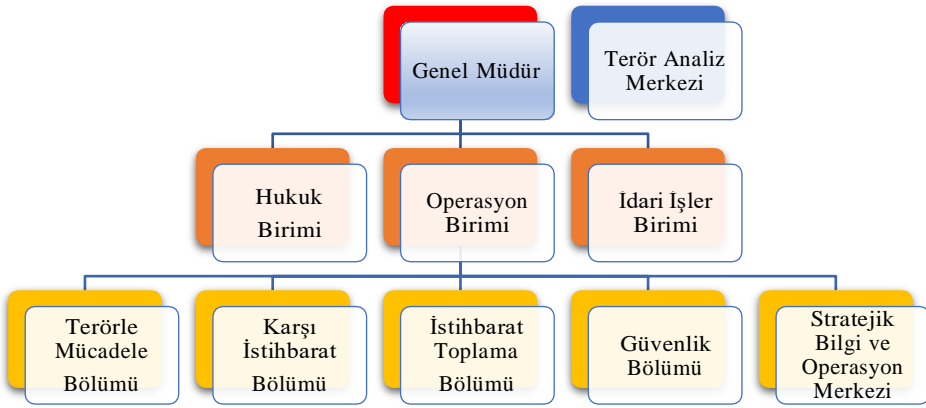 Genel Müdür
Terör Analiz
Merkezi
Hukuk
Birimi
Operasyon
Birimi
İdari İşler
Birimi
Terörle
Mücadele
Bölümü
Karşı
İstihbarat
Bölümü
İstihbarat
Toplama
Bölümü
Güvenlik
Bölümü
Stratejik
Bilgi ve
Operasyon
Merkezi